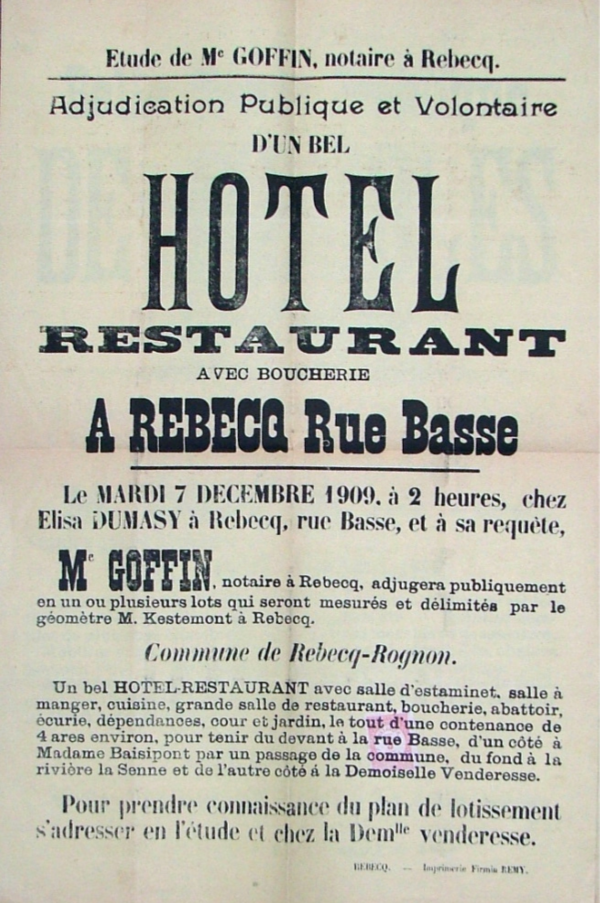 Etude de Me GOFFIN, notaire à Rebecq.
Adjudication Publique et Volontaire
D'UN BEL
HOTEL
RESTAURANT
AVEC BOUCHERIE
A REBECQ Rue Basse
Le MARDI 7 DECEMBRE 1909, à 2 heures, chez
Elisa DUMASY à Rebecq, rue Basse, et à sa requète,
Me GOFFIN, notaire à Rebecq, adjugera publiquement
en un ou plusieurs lots qui seront mesurés et délimités par le
géomètre M. Kestemont à Rebecq.
Commune de Rebecq-Rognon.
Un bel HOTEL-RESTAURANT avec salle d'estaminet, salle à
manger, cuisine, grande salle de restaurant, boucherie, abattoir,
écurie, dépendances, cour et jardin, le tout d'une contenance de
4 ares environ, pour tenir du devant à la rue Basse, d'un côté à
Madame Baisipont par un passage de la commune, du fond à la
rivière la Senne et de l'autre côté à la Demoiselle Venderesse.
Pour prendre connaissance du plan de lotissement
s'adresser en l'étude et chez la Demlle venderesse.
REBECQ. — Imprimerie Firmin REMY.